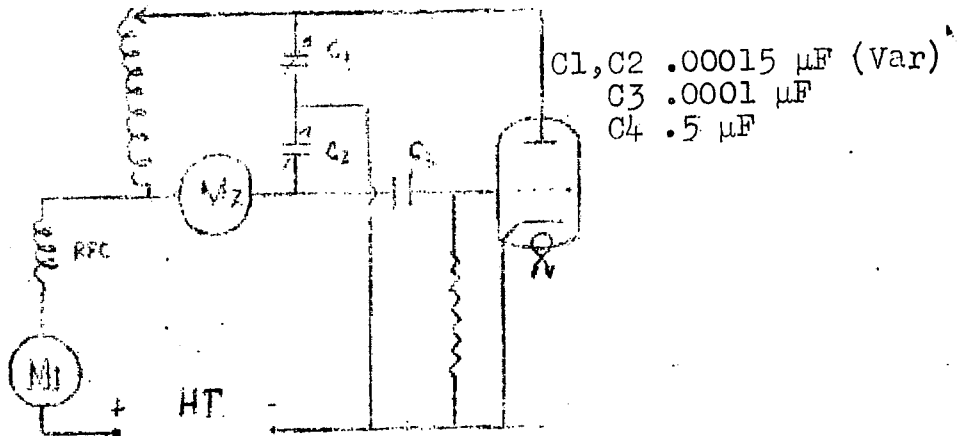 C1
C1,C2 .00015 µF (Var)
C3 .0001 µF
C4 .5 µF
C2
C3
M2
RFC
M1
+ HT -